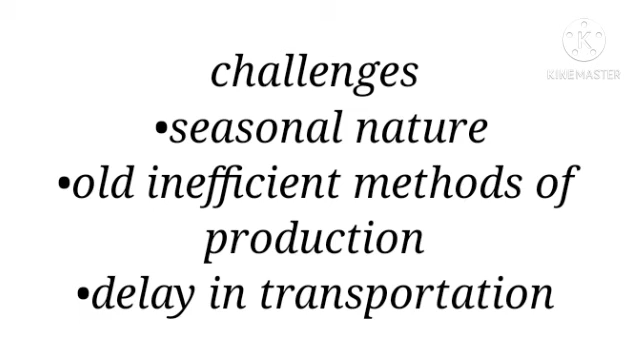 challenges
•seasonal nature
•old inefficient methods of
production
•delay in transportation
KINEMASTER